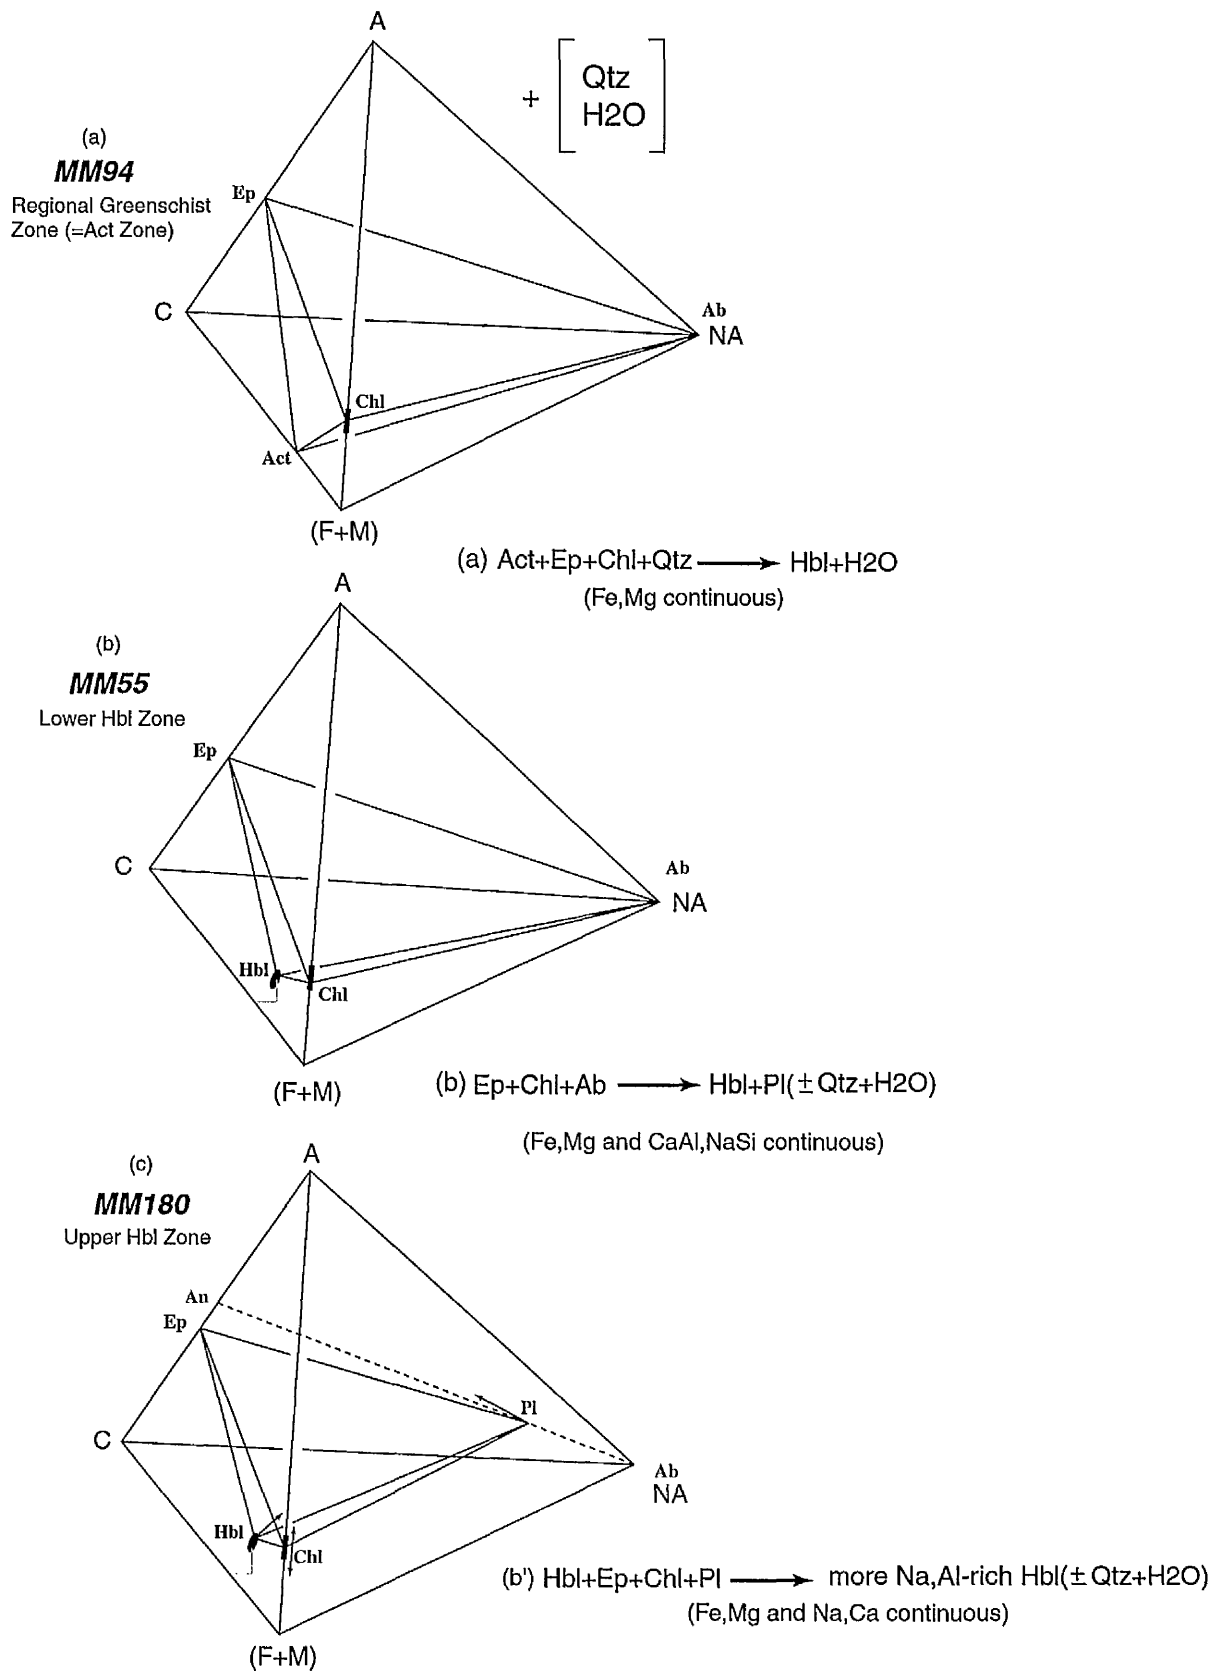 A
+ [Qtz
H2O]
(a)
MM94
Regional Greenschist
Zone (=Act Zone)
Ep
C
Ab
NA
Chl
Act
(F+M)
(a) Act+Ep+Chl+Qtz ⟶ Hbl+H2O
(Fe,Mg continuous)
A
(b)
MM55
Lower Hbl Zone
Ep
C
Ab
NA
Hbl
Chl
(F+M)
(b) Ep+Chl+Ab ⟶ Hbl+Pl(±Qtz+H2O)
(Fe,Mg and CaAl,NaSi continuous)
A
(c)
MM180
Upper Hbl Zone
An
Ep
Pl
C
Ab
NA
Hbl
Chl
(b') Hbl+Ep+Chl+Pl ⟶ more Na,Al-rich Hbl(±Qtz+H2O)
(Fe,Mg and Na,Ca continuous)
(F+M)